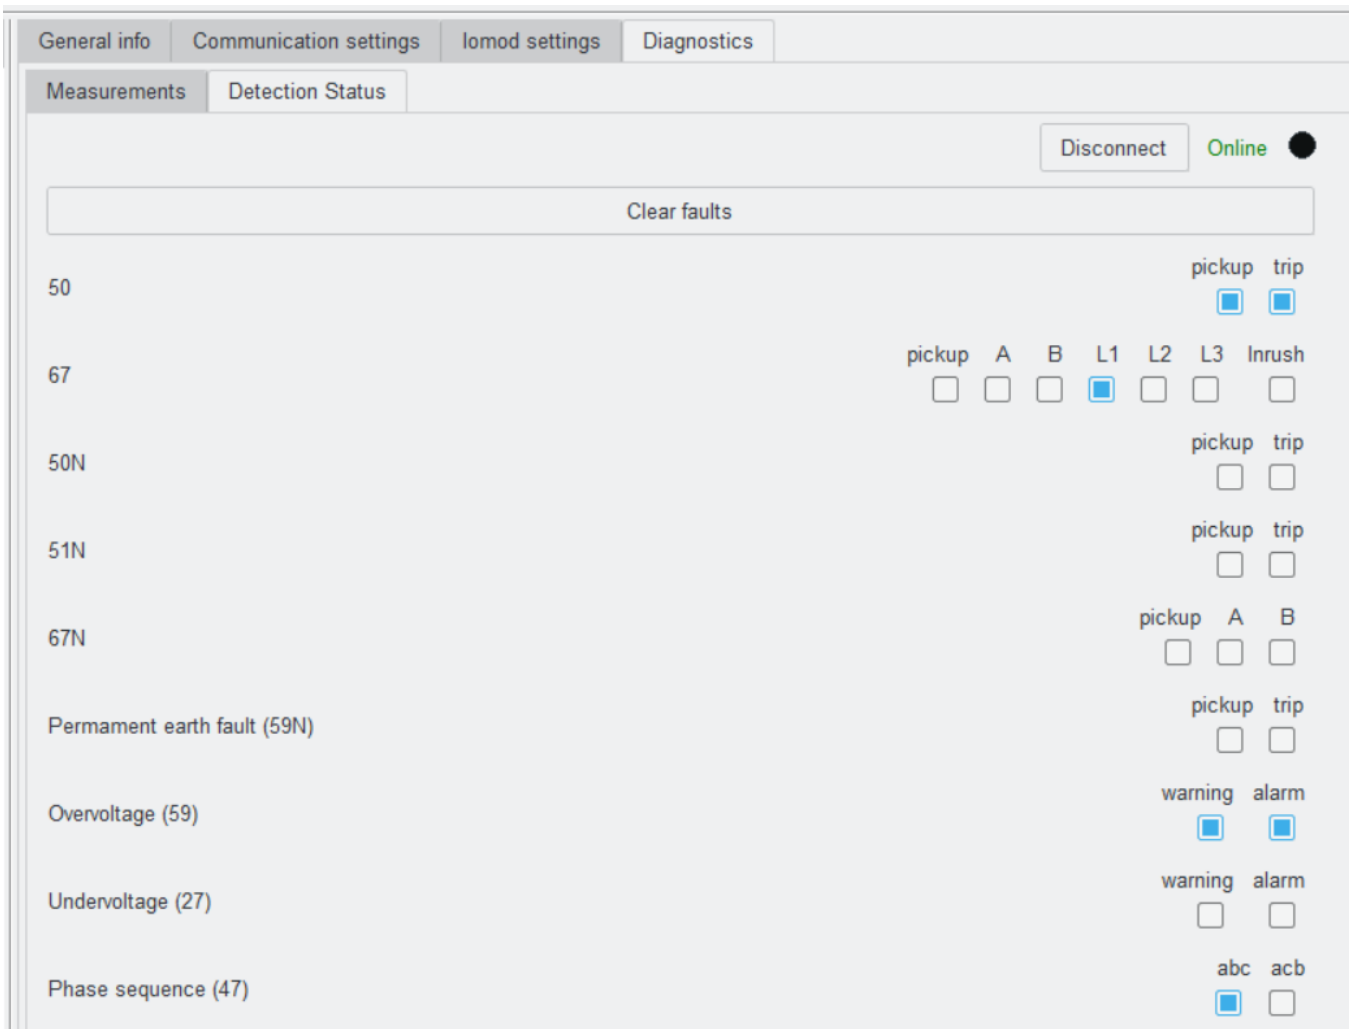 General info Communication settings Iomod settings Diagnostics
Measurements Detection Status
Disconnect Online
Clear faults
pickup trip
50
pickup A B L1 L2 L3 Inrush
67
pickup trip
50N
pickup trip
51N
pickup A B
67N
pickup trip
Permament earth fault (59N)
warning alarm
Overvoltage (59)
warning alarm
Undervoltage (27)
abc acb
Phase sequence (47)